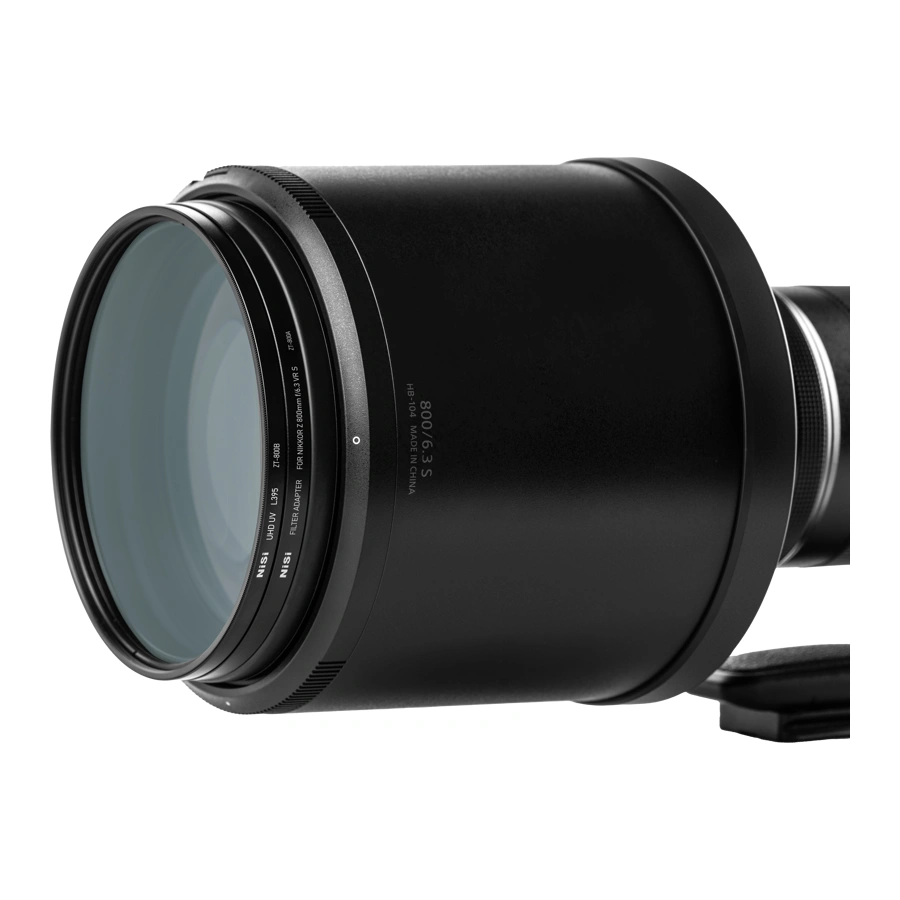 NiSi UHD UV L395 ZT-800B
NiSi FILTER ADAPTER FOR NIKKOR Z 800mm f/6.3 VR S ZT-800A
800/6.3 S
HB-104 MADE IN CHINA